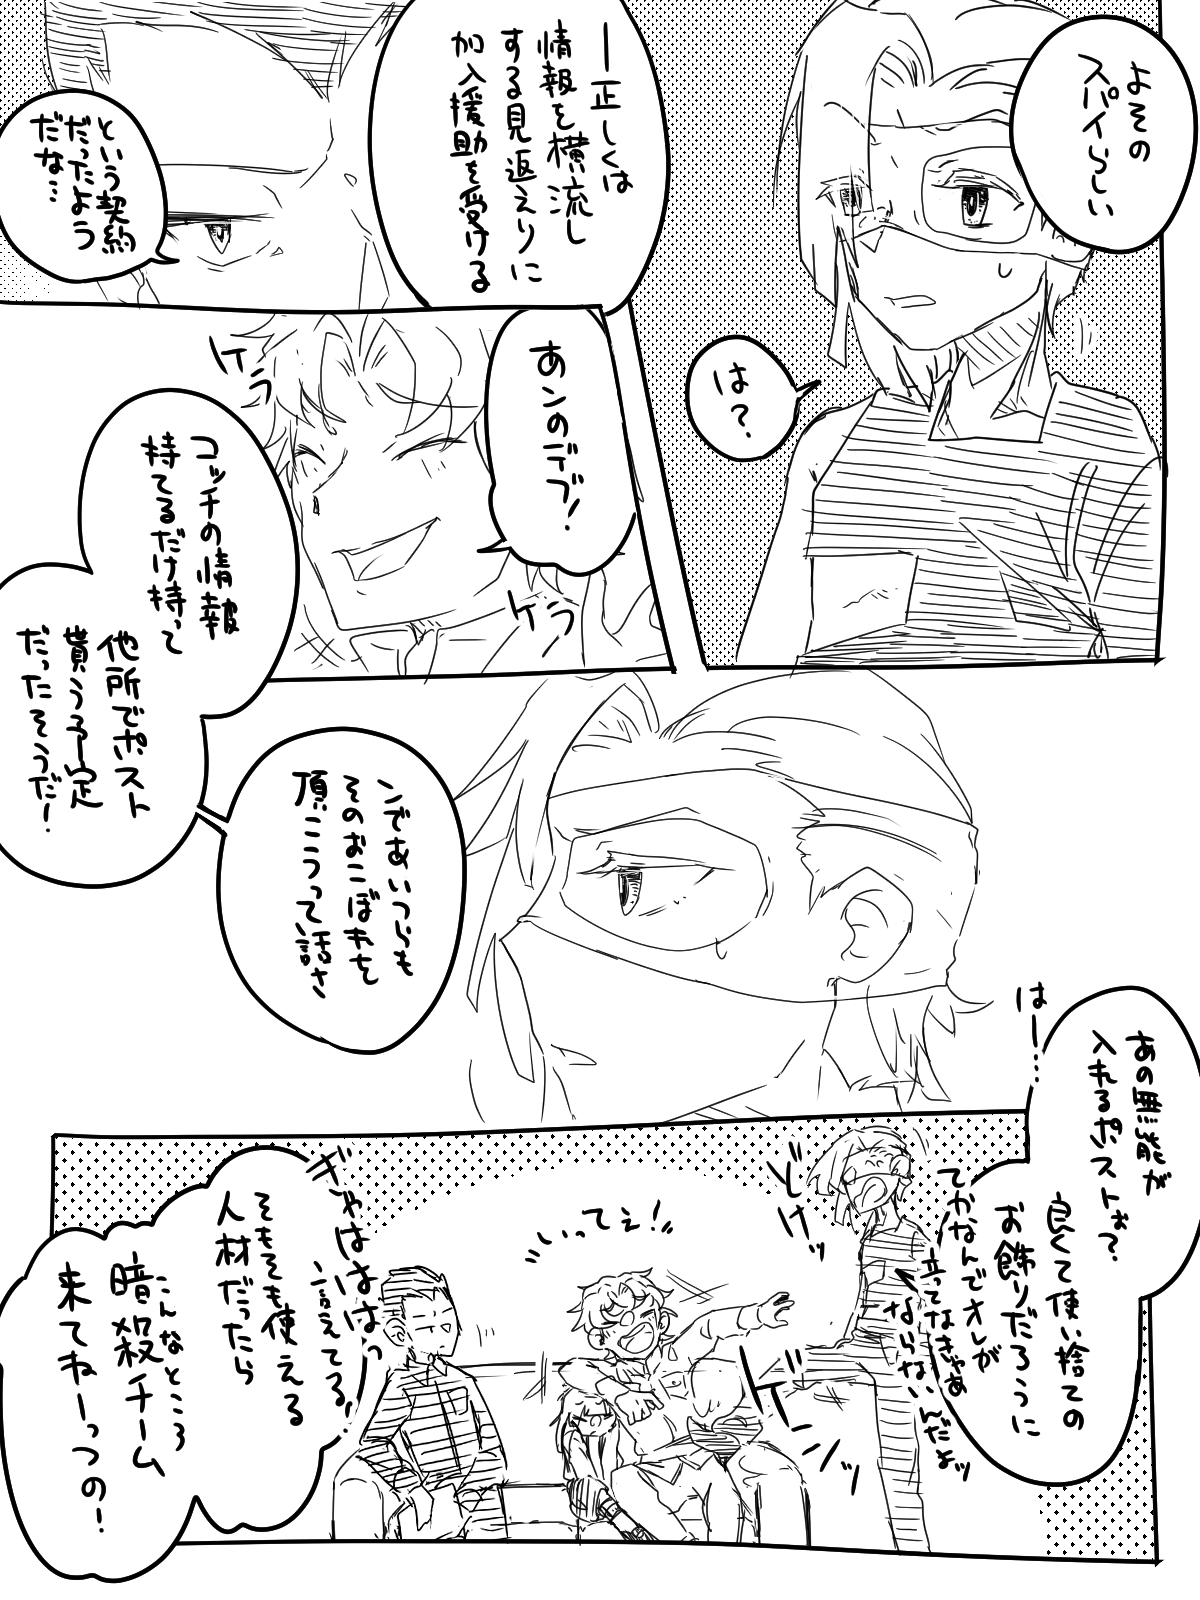 よその
スパイらしい
は?
ー正しくは
情報を横流し
する見返えりに
加入援助を受ける
という契約
だったよう
だな…
あンのデブ!
ケラ
ケラ
コッチの情報
持てるだけ持って
他所でポスト
貰うう予定
だったそうだ!
ンであいつらも
そのおこぼれを
頂こうって話さ
はー…
あの無能が
入れるポストぉ?
良くて使い捨ての
お飾りだろうに
てかなんでオレが
立ってなきゃあ
ならないんだよッ
どけッ
いってェ!!
ゲシッ
ぎゃははは
言えてる!
そもそも使える
人材だったら
こんなところ
暗殺チーム
来てねーっつの!